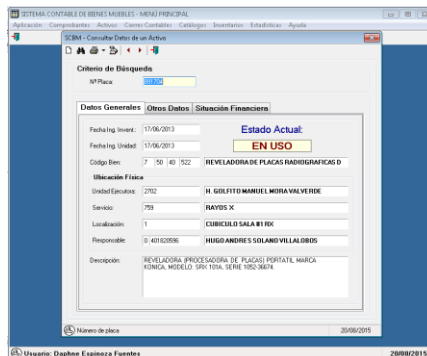 SISTEMA CONTABLE DE BIENES MUEBLES - MENÚ PRINCIPAL
Aplicación Comprobantes Activos Cierres Contables Catálogos Inventarios Estadísticas Ayuda
SCBM - Consultar Datos de un Activo
Criterio de Búsqueda
Nº Placa:
Datos Generales Otros Datos Situación Financiera
Fecha Ing. Invent.: 17/06/2013 Estado Actual:
Fecha Ing. Unidad: 17/06/2013 EN USO
Código Bien: 7 50 40 522 REVELADORA DE PLACAS RADIOGRAFICAS D
Ubicación Física
Unidad Ejecutora: 2702 H. GOLFITO MANUEL MORA VALVERDE
Servicio: 759 RAYOS X
Localización: 1 CUBICULO SALA #1 RX
Responsable: 0 401820596 HUGO ANDRES SOLANO VILLALOBOS
Descripción: REVELADORA (PROCESADORA DE PLACAS) PORTATIL MARCA
KONICA, MODELO: SRX 101A, SERIE 1052-36674.
Número de placa 20/08/2015
Usuario: Daphne Espinoza Fuentes 20/08/2015